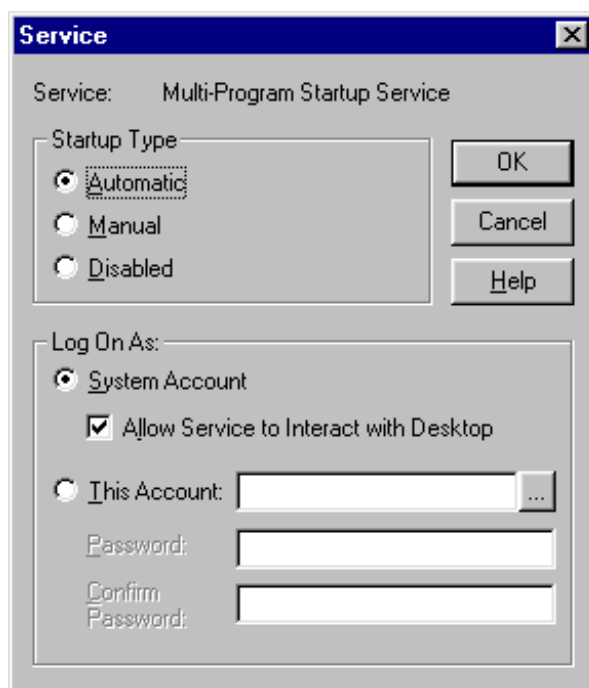 Service
Service: Multi-Program Startup Service
Startup Type
Automatic
Manual
Disabled
OK
Cancel
Help
Log On As:
System Account
Allow Service to Interact with Desktop
This Account:
...
Password:
Confirm
Password: